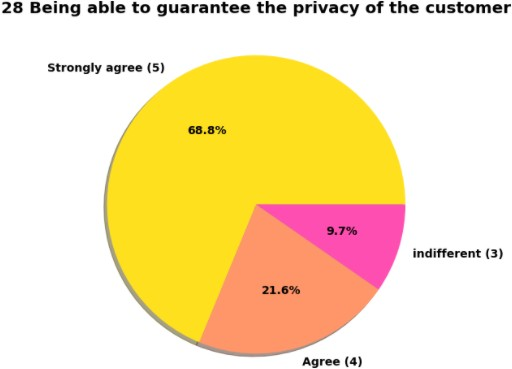 28 Being able to guarantee the privacy of the customer
Strongly agree (5)
68.8%
9.7%
indifferent (3)
21.6%
Agree (4)